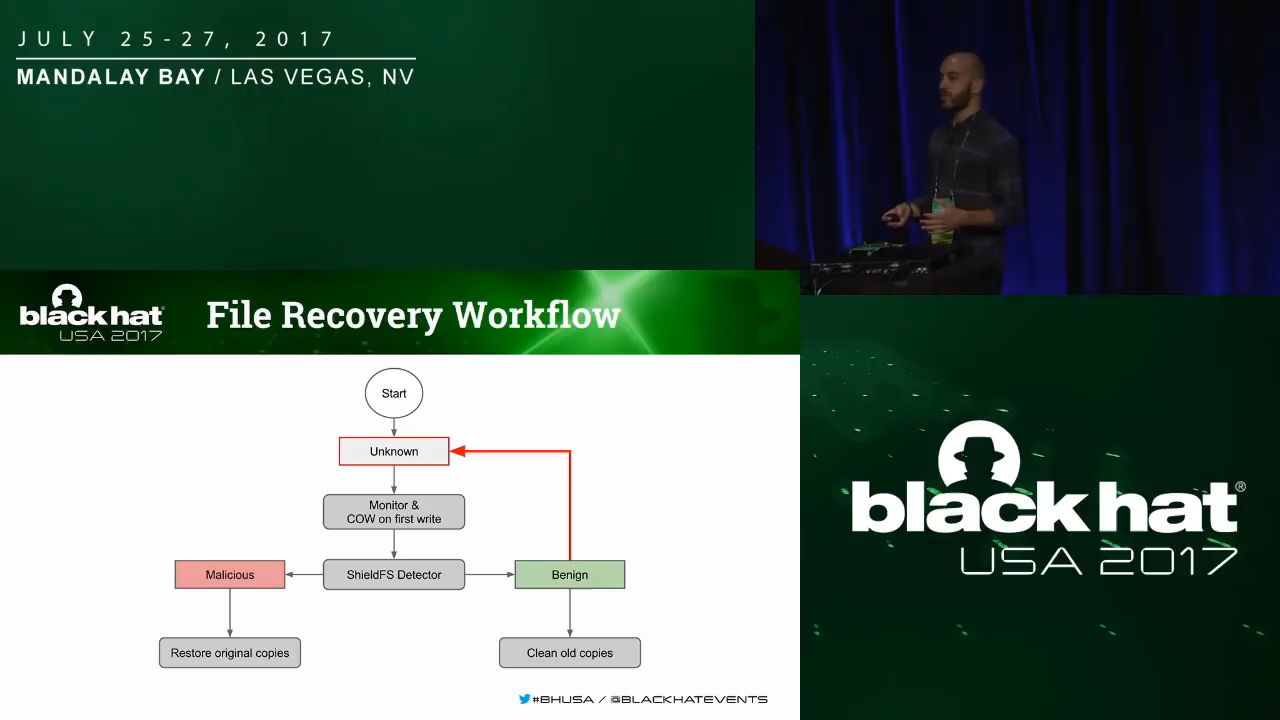 JULY 25-27, 2017
MANDALAY BAY / LAS VEGAS, NV
black hat
USA 2017
File Recovery Workflow
Start
Unknown
Monitor &
COW on first write
Malicious
ShieldFS Detector
Benign
Restore original copies
Clean old copies
#BHUSA / @BLACKHATEVENTS
black hat®
USA 2017